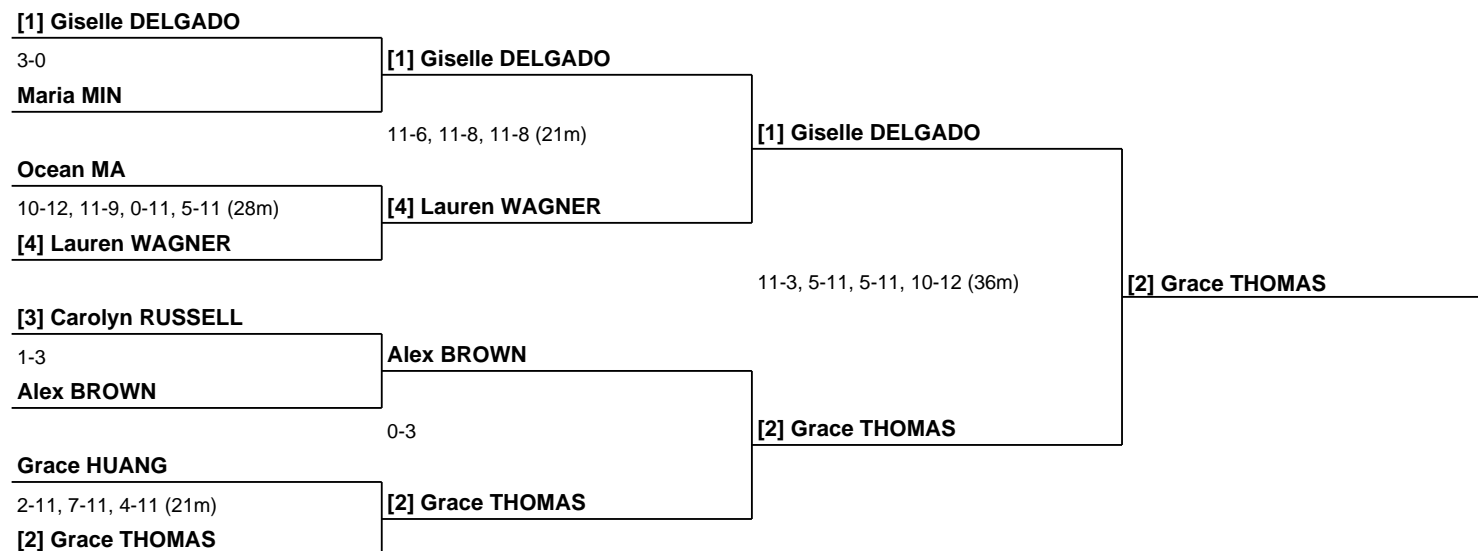 [1] Giselle DELGADO
3-0
[1] Giselle DELGADO
Maria MIN
11-6, 11-8, 11-8 (21m)
[1] Giselle DELGADO
Ocean MA
10-12, 11-9, 0-11, 5-11 (28m)
[4] Lauren WAGNER
[4] Lauren WAGNER
11-3, 5-11, 5-11, 10-12 (36m)
[2] Grace THOMAS
[3] Carolyn RUSSELL
1-3
Alex BROWN
Alex BROWN
0-3
[2] Grace THOMAS
Grace HUANG
2-11, 7-11, 4-11 (21m)
[2] Grace THOMAS
[2] Grace THOMAS